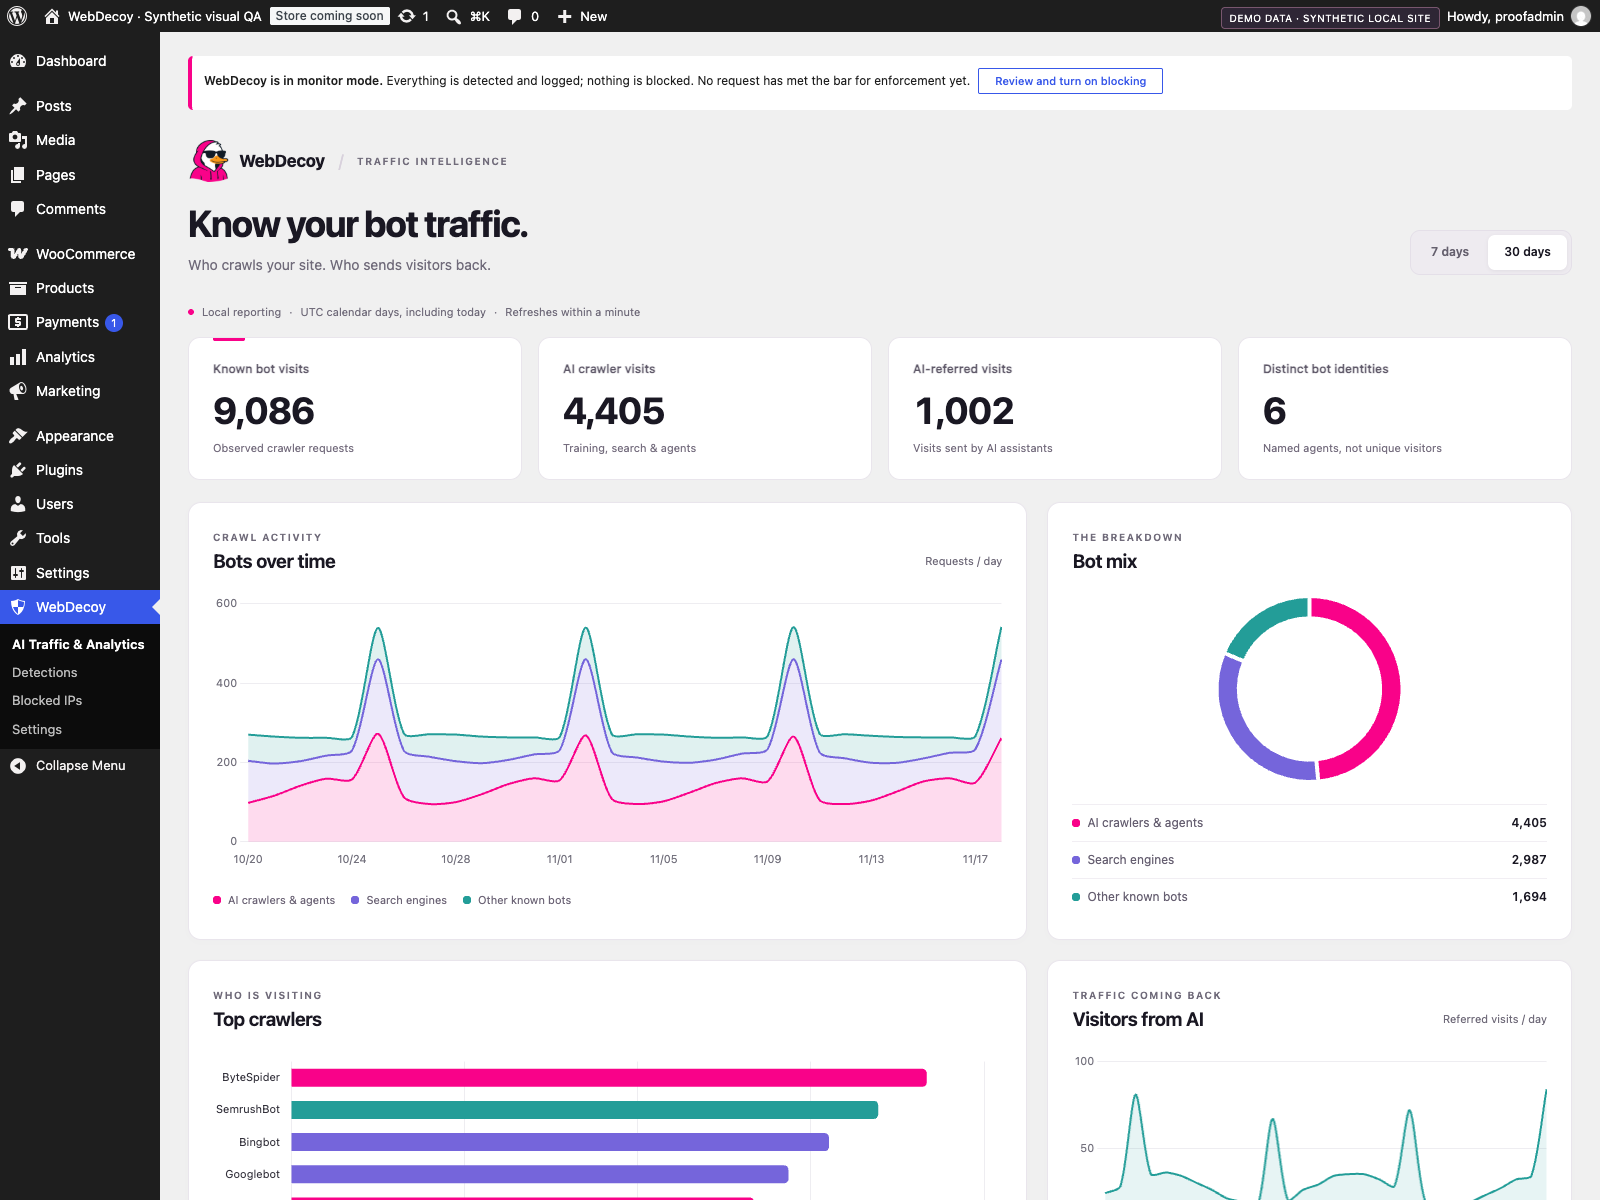 WebDecoy · Synthetic visual QA Store coming soon 1 ⌘K 0 New DEMO DATA · SYNTHETIC LOCAL SITE Howdy, proofadmin
Dashboard
Posts
Media
Pages
Comments
WooCommerce
Products
Payments 1
Analytics
Marketing
Appearance
Plugins
Users
Tools
Settings
WebDecoy
AI Traffic & Analytics
Detections
Blocked IPs
Settings
Collapse Menu
WebDecoy is in monitor mode. Everything is detected and logged; nothing is blocked. No request has met the bar for enforcement yet. Review and turn on blocking
WebDecoy / TRAFFIC INTELLIGENCE
Know your bot traffic.
Who crawls your site. Who sends visitors back.
7 days 30 days
Local reporting · UTC calendar days, including today · Refreshes within a minute
Known bot visits
9,086
Observed crawler requests
AI crawler visits
4,405
Training, search & agents
AI-referred visits
1,002
Visits sent by AI assistants
Distinct bot identities
6
Named agents, not unique visitors
CRAWL ACTIVITY
Bots over time
Requests / day
600
400
200
0
10/20 10/24 10/28 11/01 11/05 11/09 11/13 11/17
AI crawlers & agents Search engines Other known bots
THE BREAKDOWN
Bot mix
AI crawlers & agents 4,405
Search engines 2,987
Other known bots 1,694
WHO IS VISITING
Top crawlers
ByteSpider
SemrushBot
Bingbot
Googlebot
TRAFFIC COMING BACK
Visitors from AI
Referred visits / day
100
50